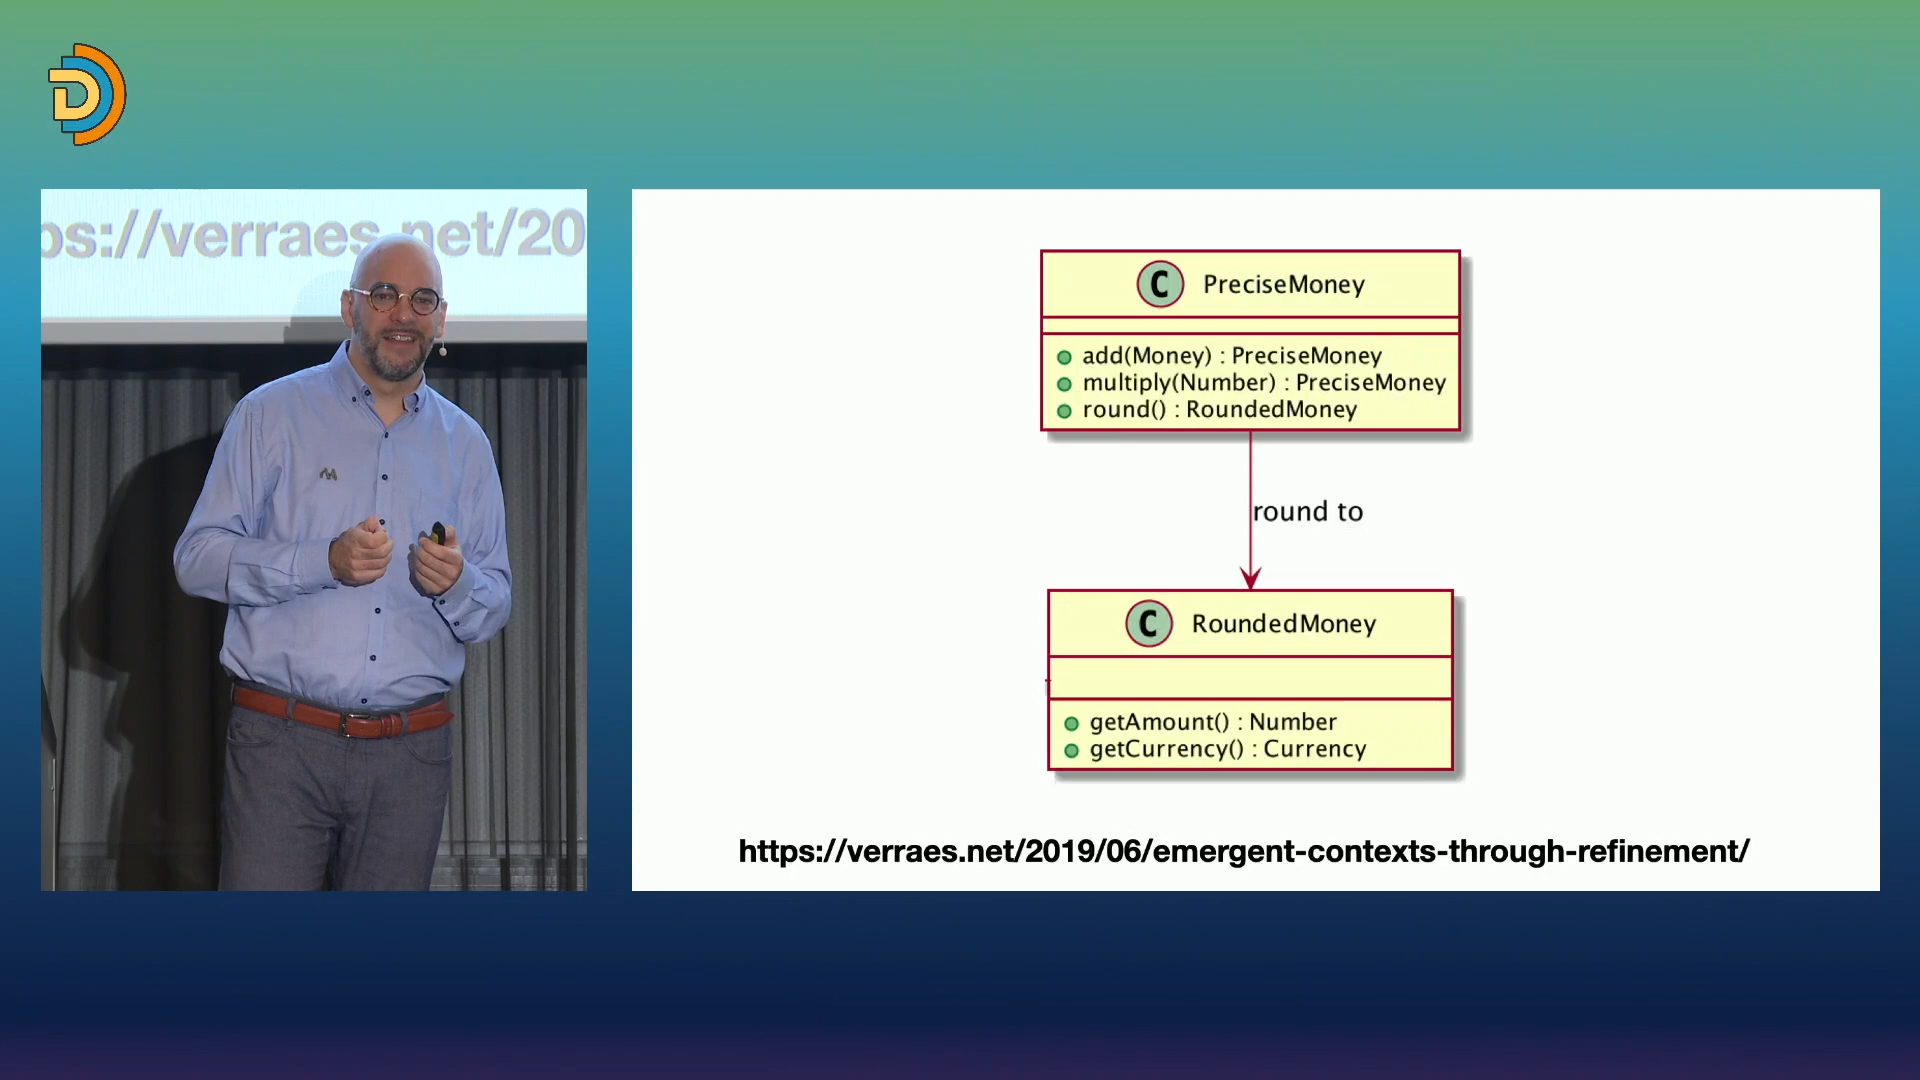 ps://verraes.net/20
C PreciseMoney
add(Money) : PreciseMoney
multiply(Number) : PreciseMoney
round() : RoundedMoney
round to
C RoundedMoney
getAmount() : Number
getCurrency() : Currency
https://verraes.net/2019/06/emergent-contexts-through-refinement/